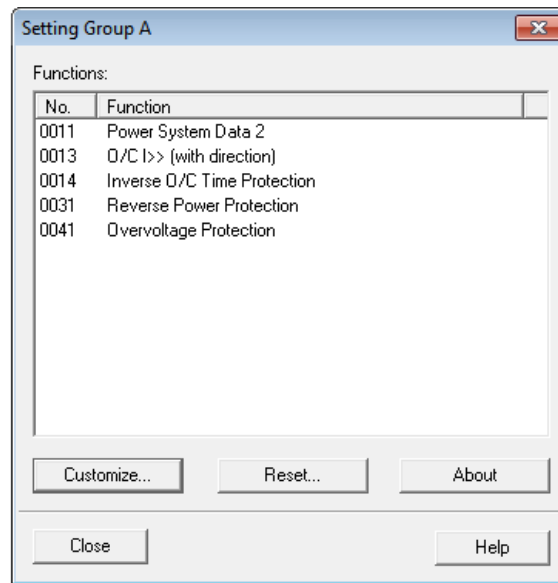 Setting Group A
Functions:
No. Function
0011 Power System Data 2
0013 O/C I>> (with direction)
0014 Inverse O/C Time Protection
0031 Reverse Power Protection
0041 Overvoltage Protection
Customize... Reset... About
Close Help